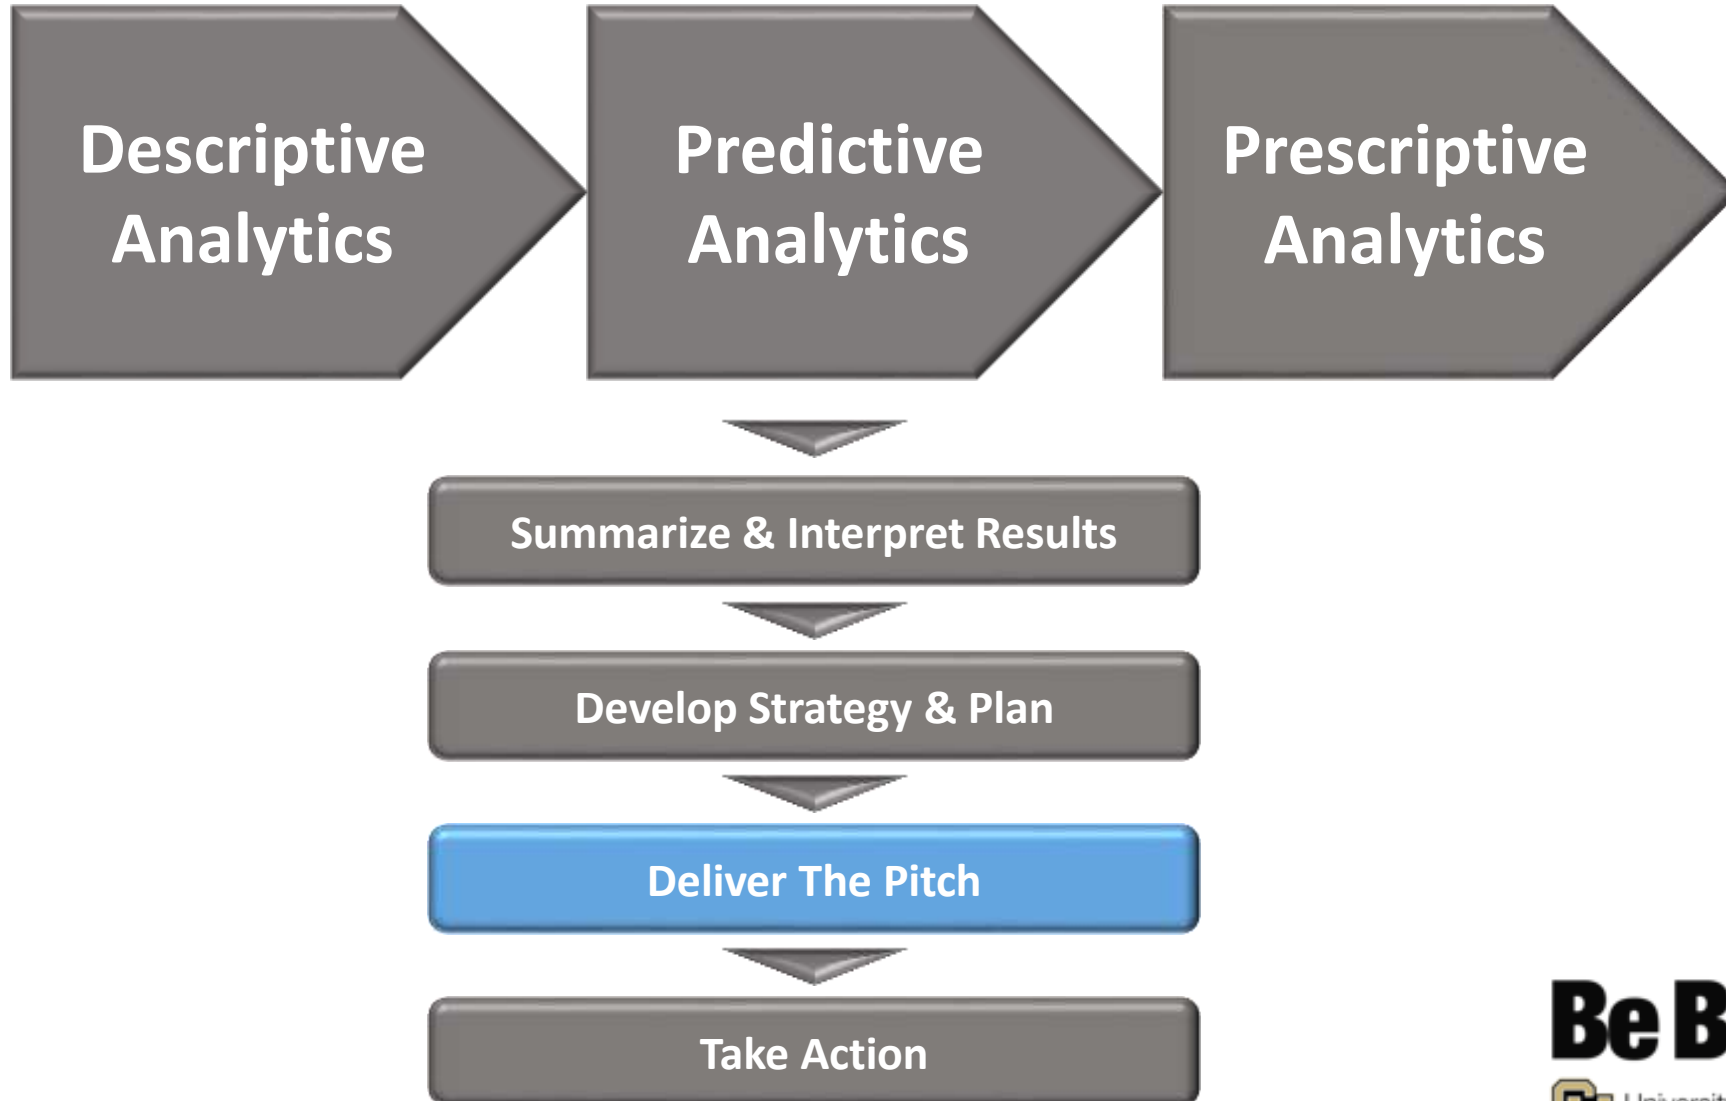 Descriptive
Analytics
Predictive
Analytics
Prescriptive
Analytics
Summarize & Interpret Results
Develop Strategy & Plan
Deliver The Pitch
Take Action
Be B